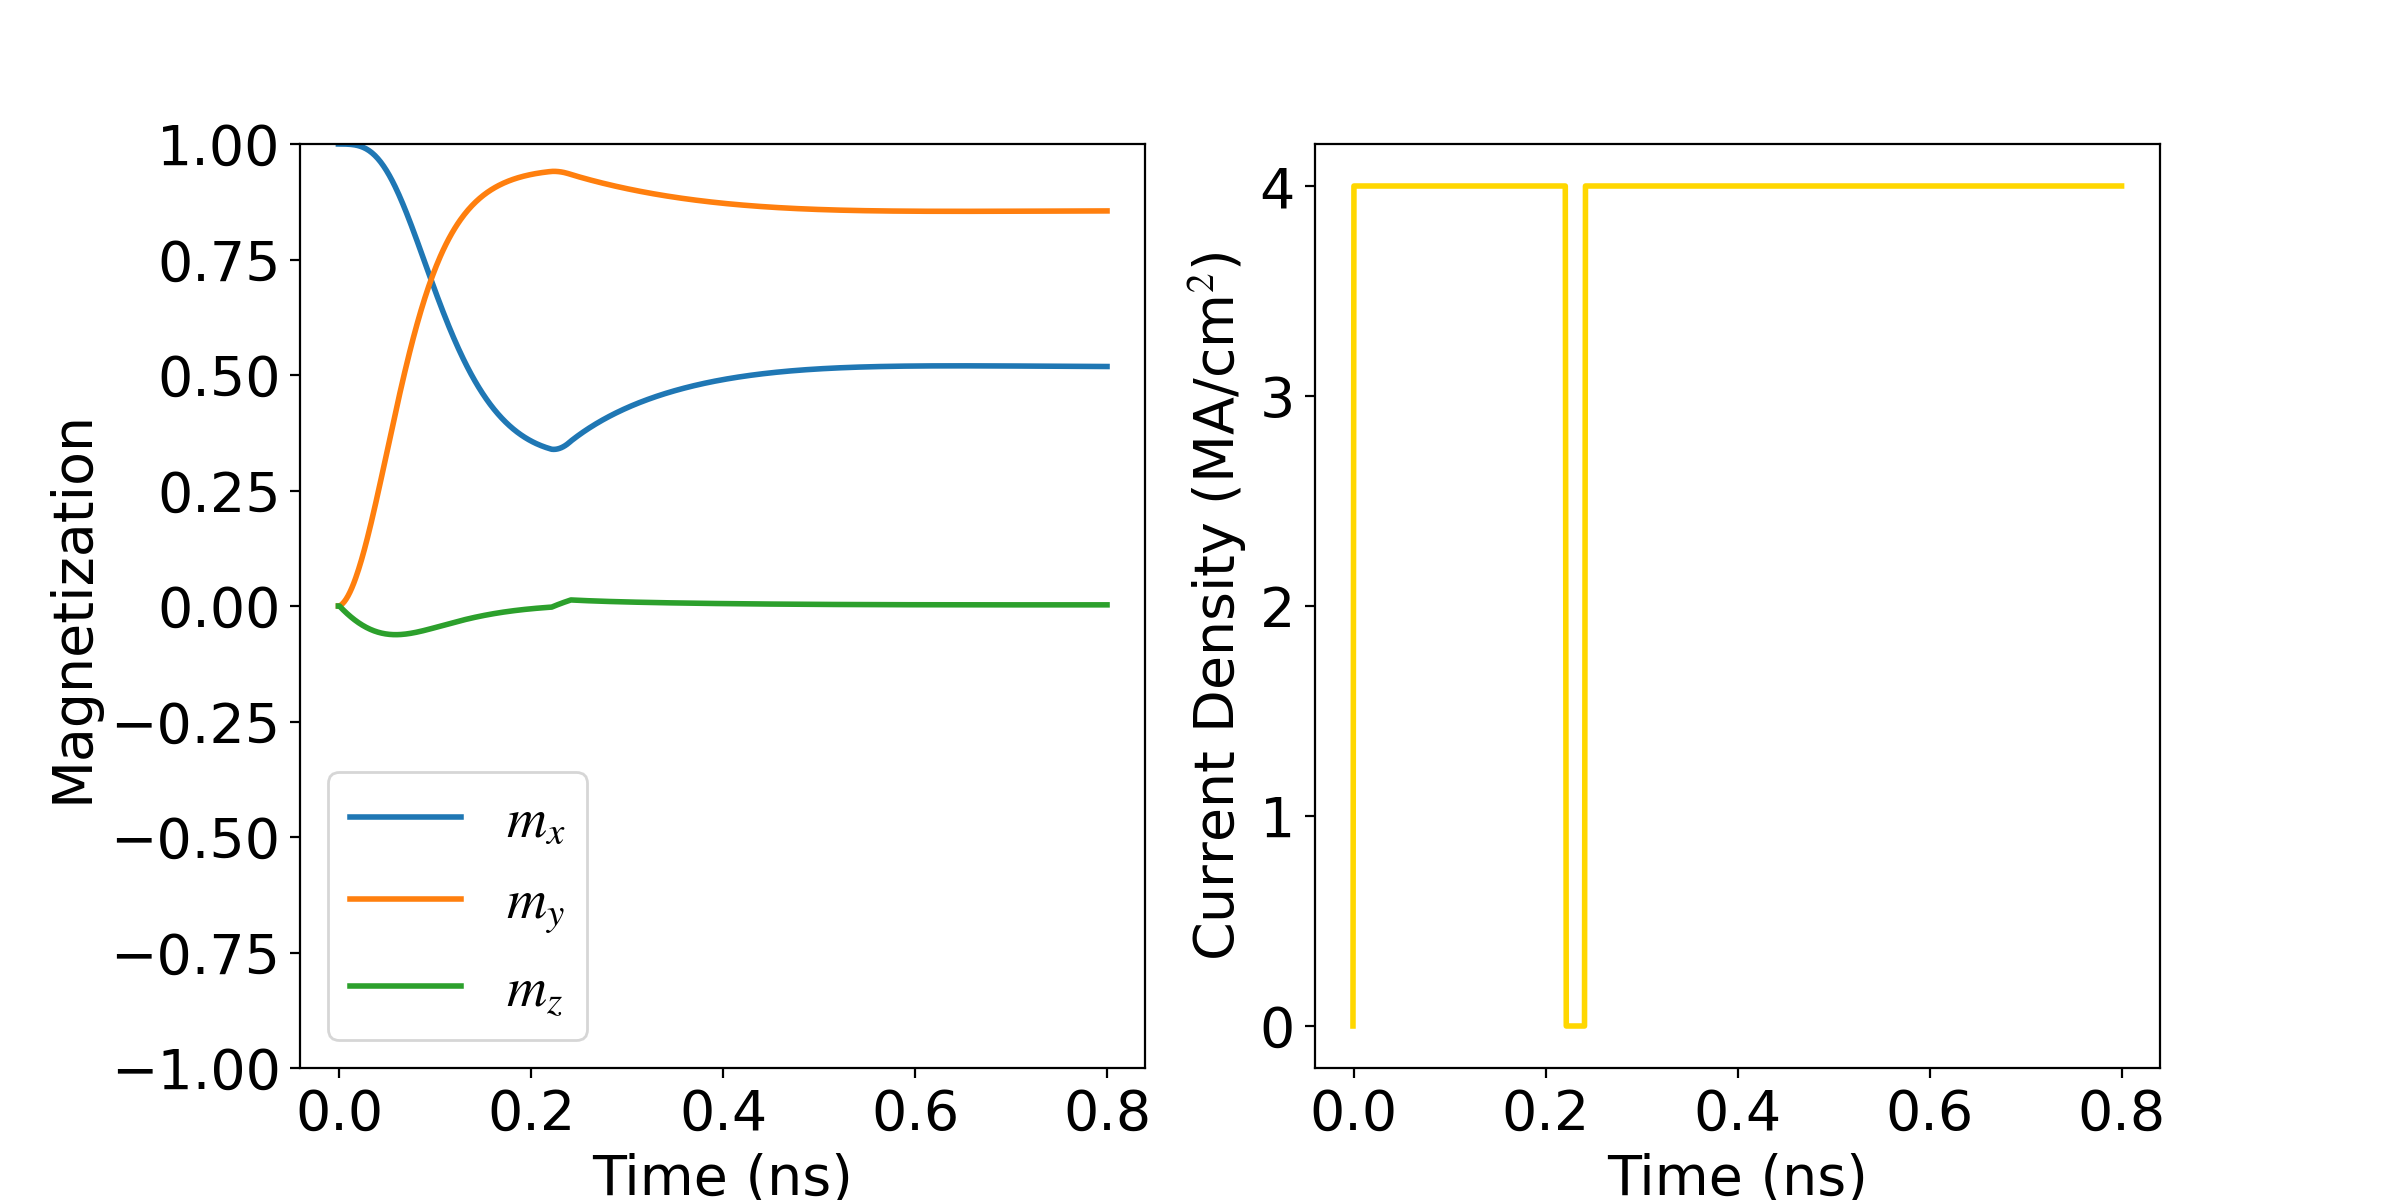 Magnetization
1.00
0.75
0.50
0.25
0.00
−0.25
−0.50
−0.75
−1.00
m_x
m_y
m_z
0.0 0.2 0.4 0.6 0.8
Time (ns)
Current Density (MA/cm²)
4
3
2
1
0
0.0 0.2 0.4 0.6 0.8
Time (ns)